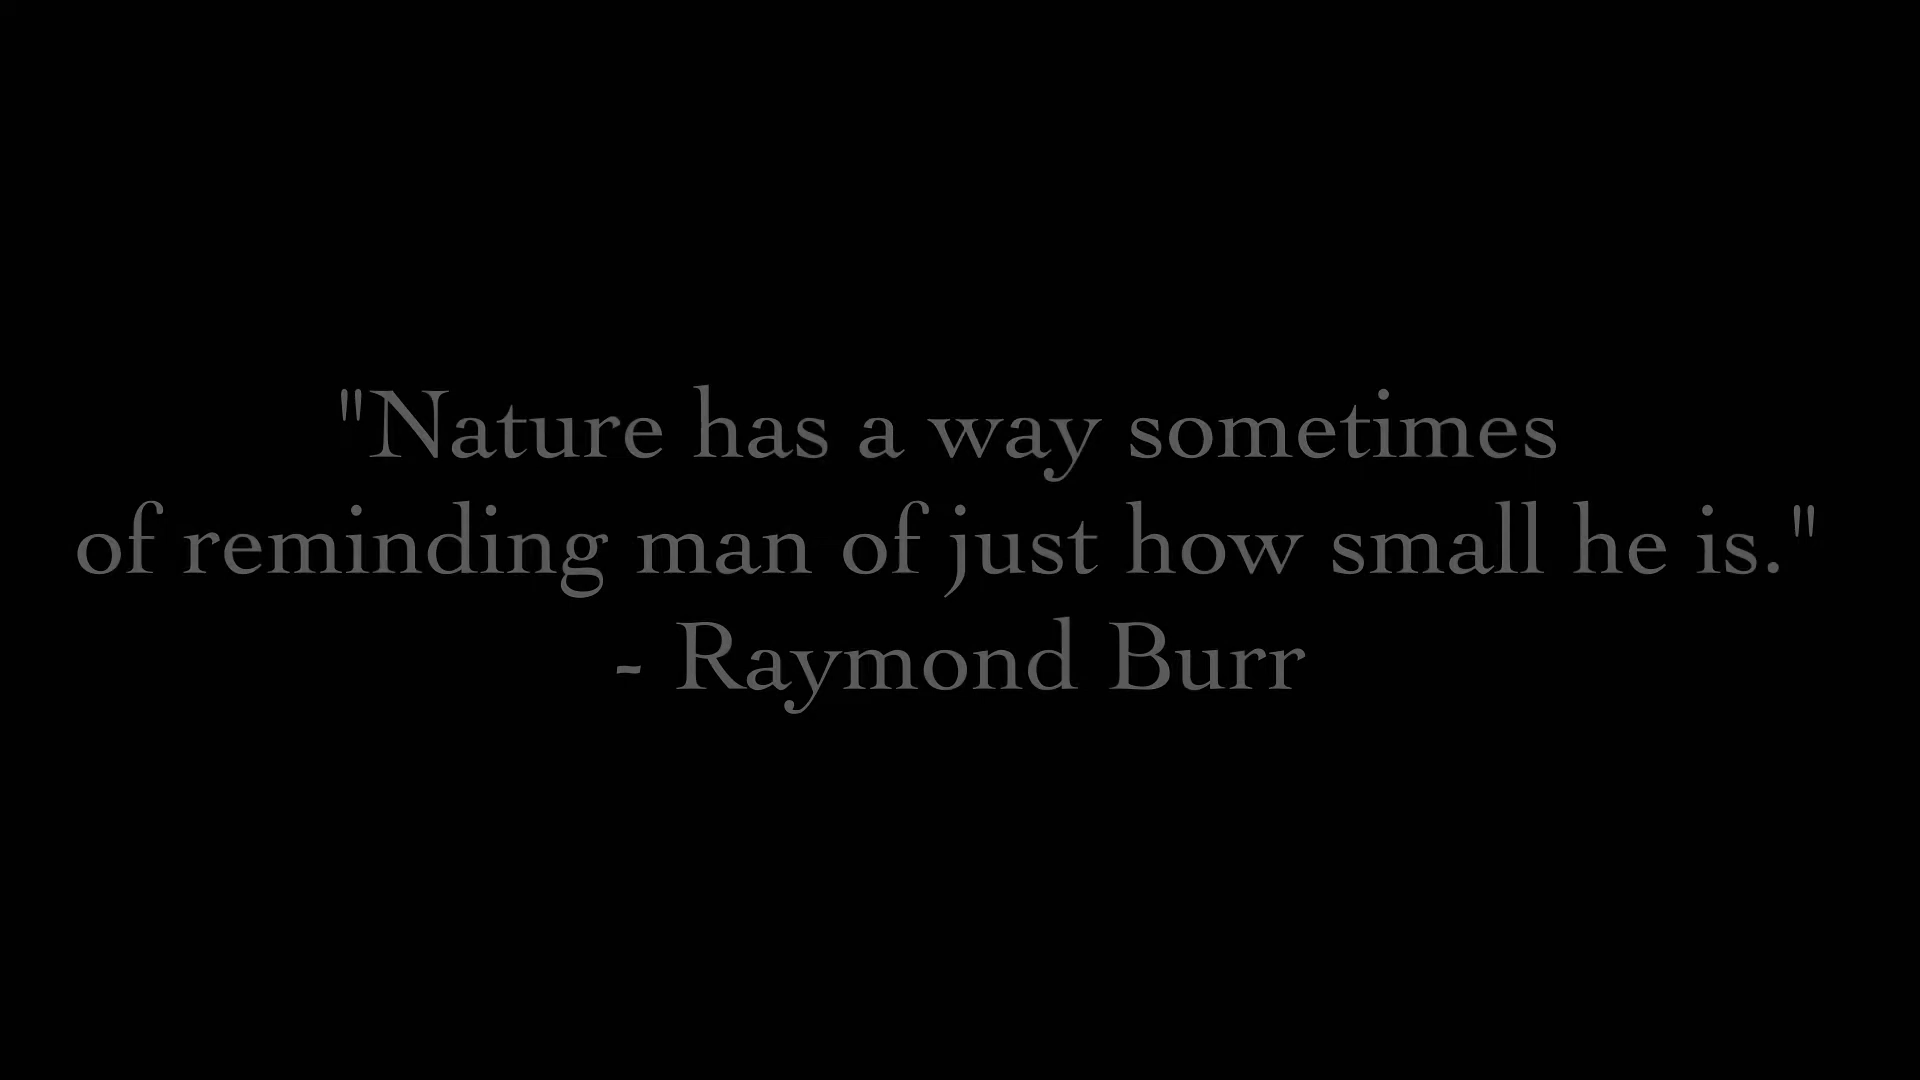 "Nature has a way sometimes
of reminding man of just how small he is."
- Raymond Burr